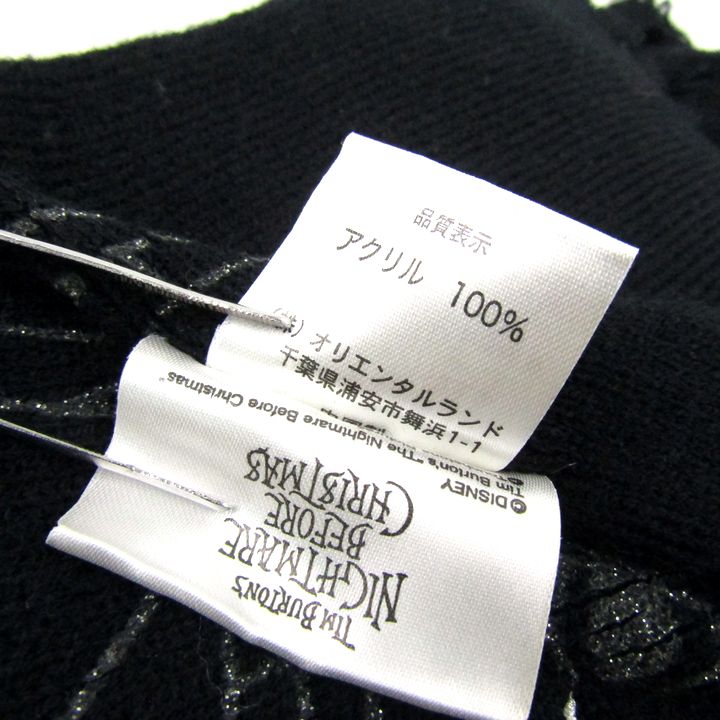 品質表示
アクリル 100%
(株) オリエンタルランド
千葉県浦安市舞浜1-1
TIM BURTON'S
NIGHTMARE
BEFORE
CHRISTMAS
© DISNEY
Tim Burton's "The Nightmare Before Christmas"